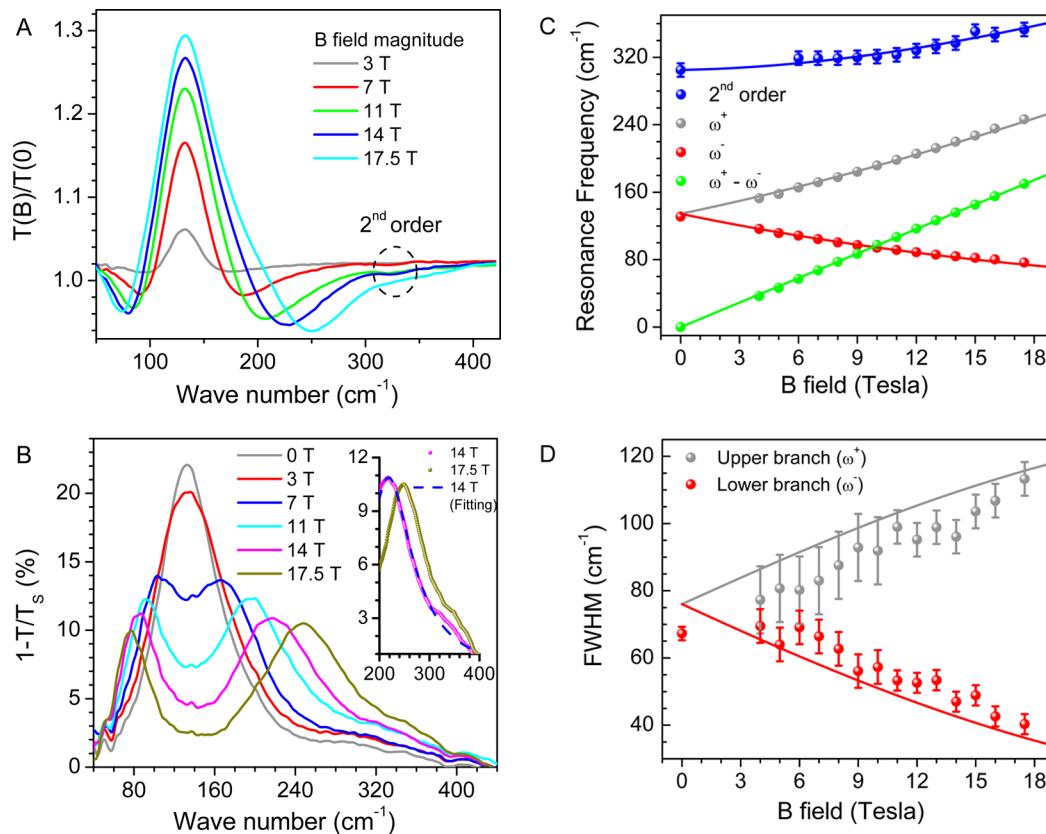 A
B field magnitude
3 T
7 T
11 T
14 T
17.5 T
2nd order
T(B)/T(0)
1.3
1.2
1.1
1.0
100 200 300 400
Wave number (cm-1)
B
0 T
3 T
7 T
11 T
14 T
17.5 T
14 T
17.5 T
14 T
(Fitting)
12
9
6
3
200 300 400
1-T/TS (%)
20
15
10
5
0
80 160 240 320 400
Wave number (cm-1)
C
2nd order
ω+
ω-
ω+ - ω-
Resonance Frequency (cm-1)
320
240
160
80
0
0 3 6 9 12 15 18
B field (Tesla)
D
Upper branch (ω+)
Lower branch (ω-)
FWHM (cm-1)
120
100
80
60
40
0 3 6 9 12 15 18
B field (Tesla)